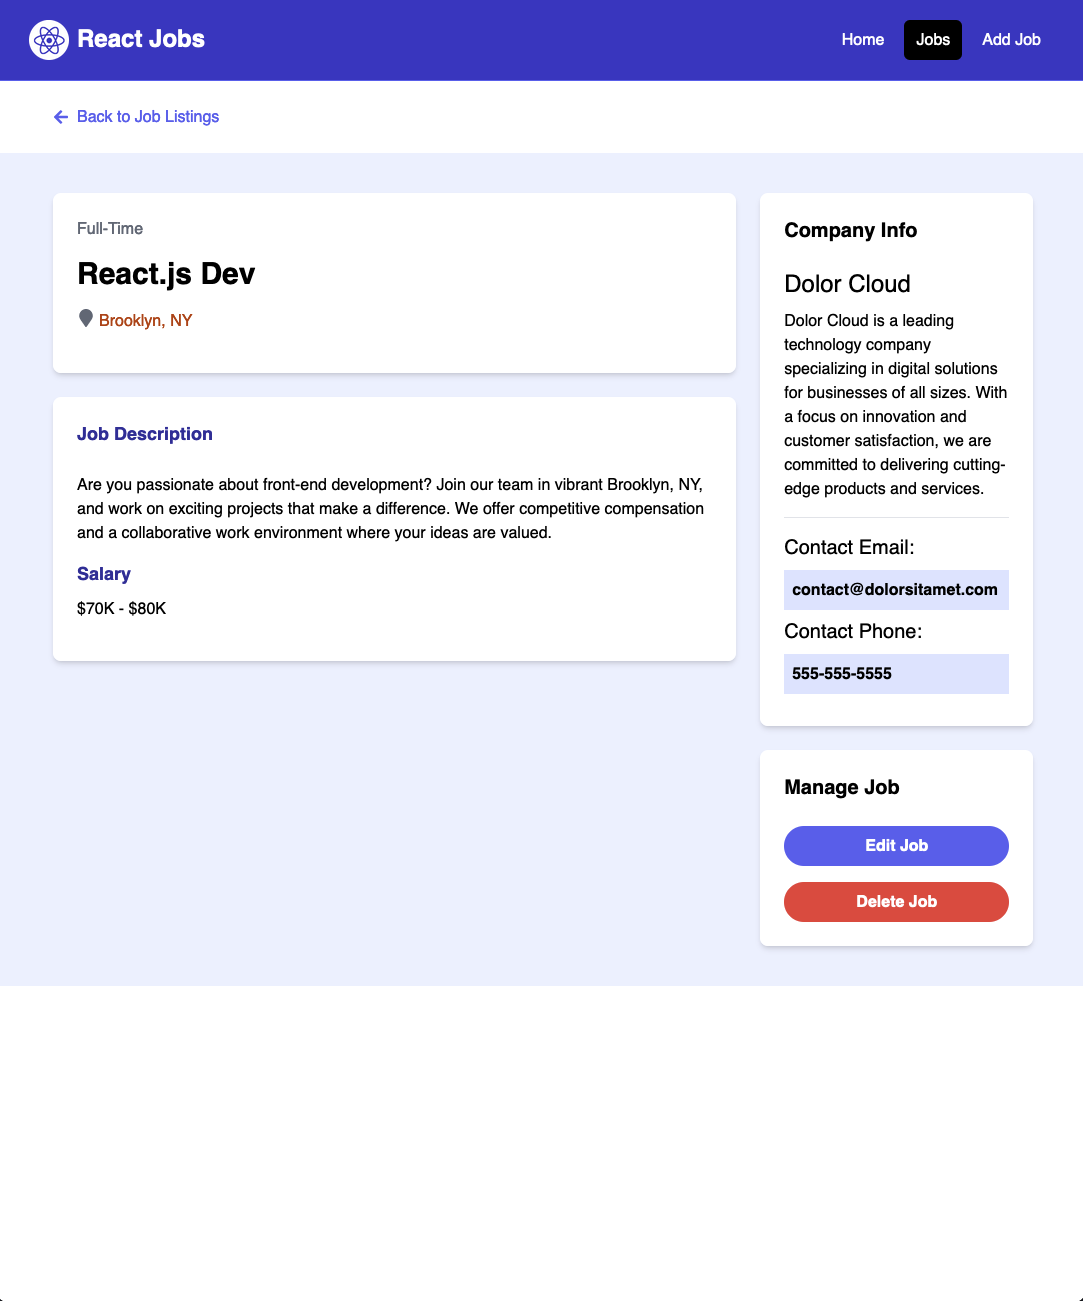 React Jobs
Home
Jobs
Add Job
Back to Job Listings
Full-Time
React.js Dev
Brooklyn, NY
Job Description
Are you passionate about front-end development? Join our team in vibrant Brooklyn, NY,
and work on exciting projects that make a difference. We offer competitive compensation
and a collaborative work environment where your ideas are valued.
Salary
$70K - $80K
Company Info
Dolor Cloud
Dolor Cloud is a leading
technology company
specializing in digital solutions
for businesses of all sizes. With
a focus on innovation and
customer satisfaction, we are
committed to delivering cutting-
edge products and services.
Contact Email:
contact@dolorsitamet.com
Contact Phone:
555-555-5555
Manage Job
Edit Job
Delete Job